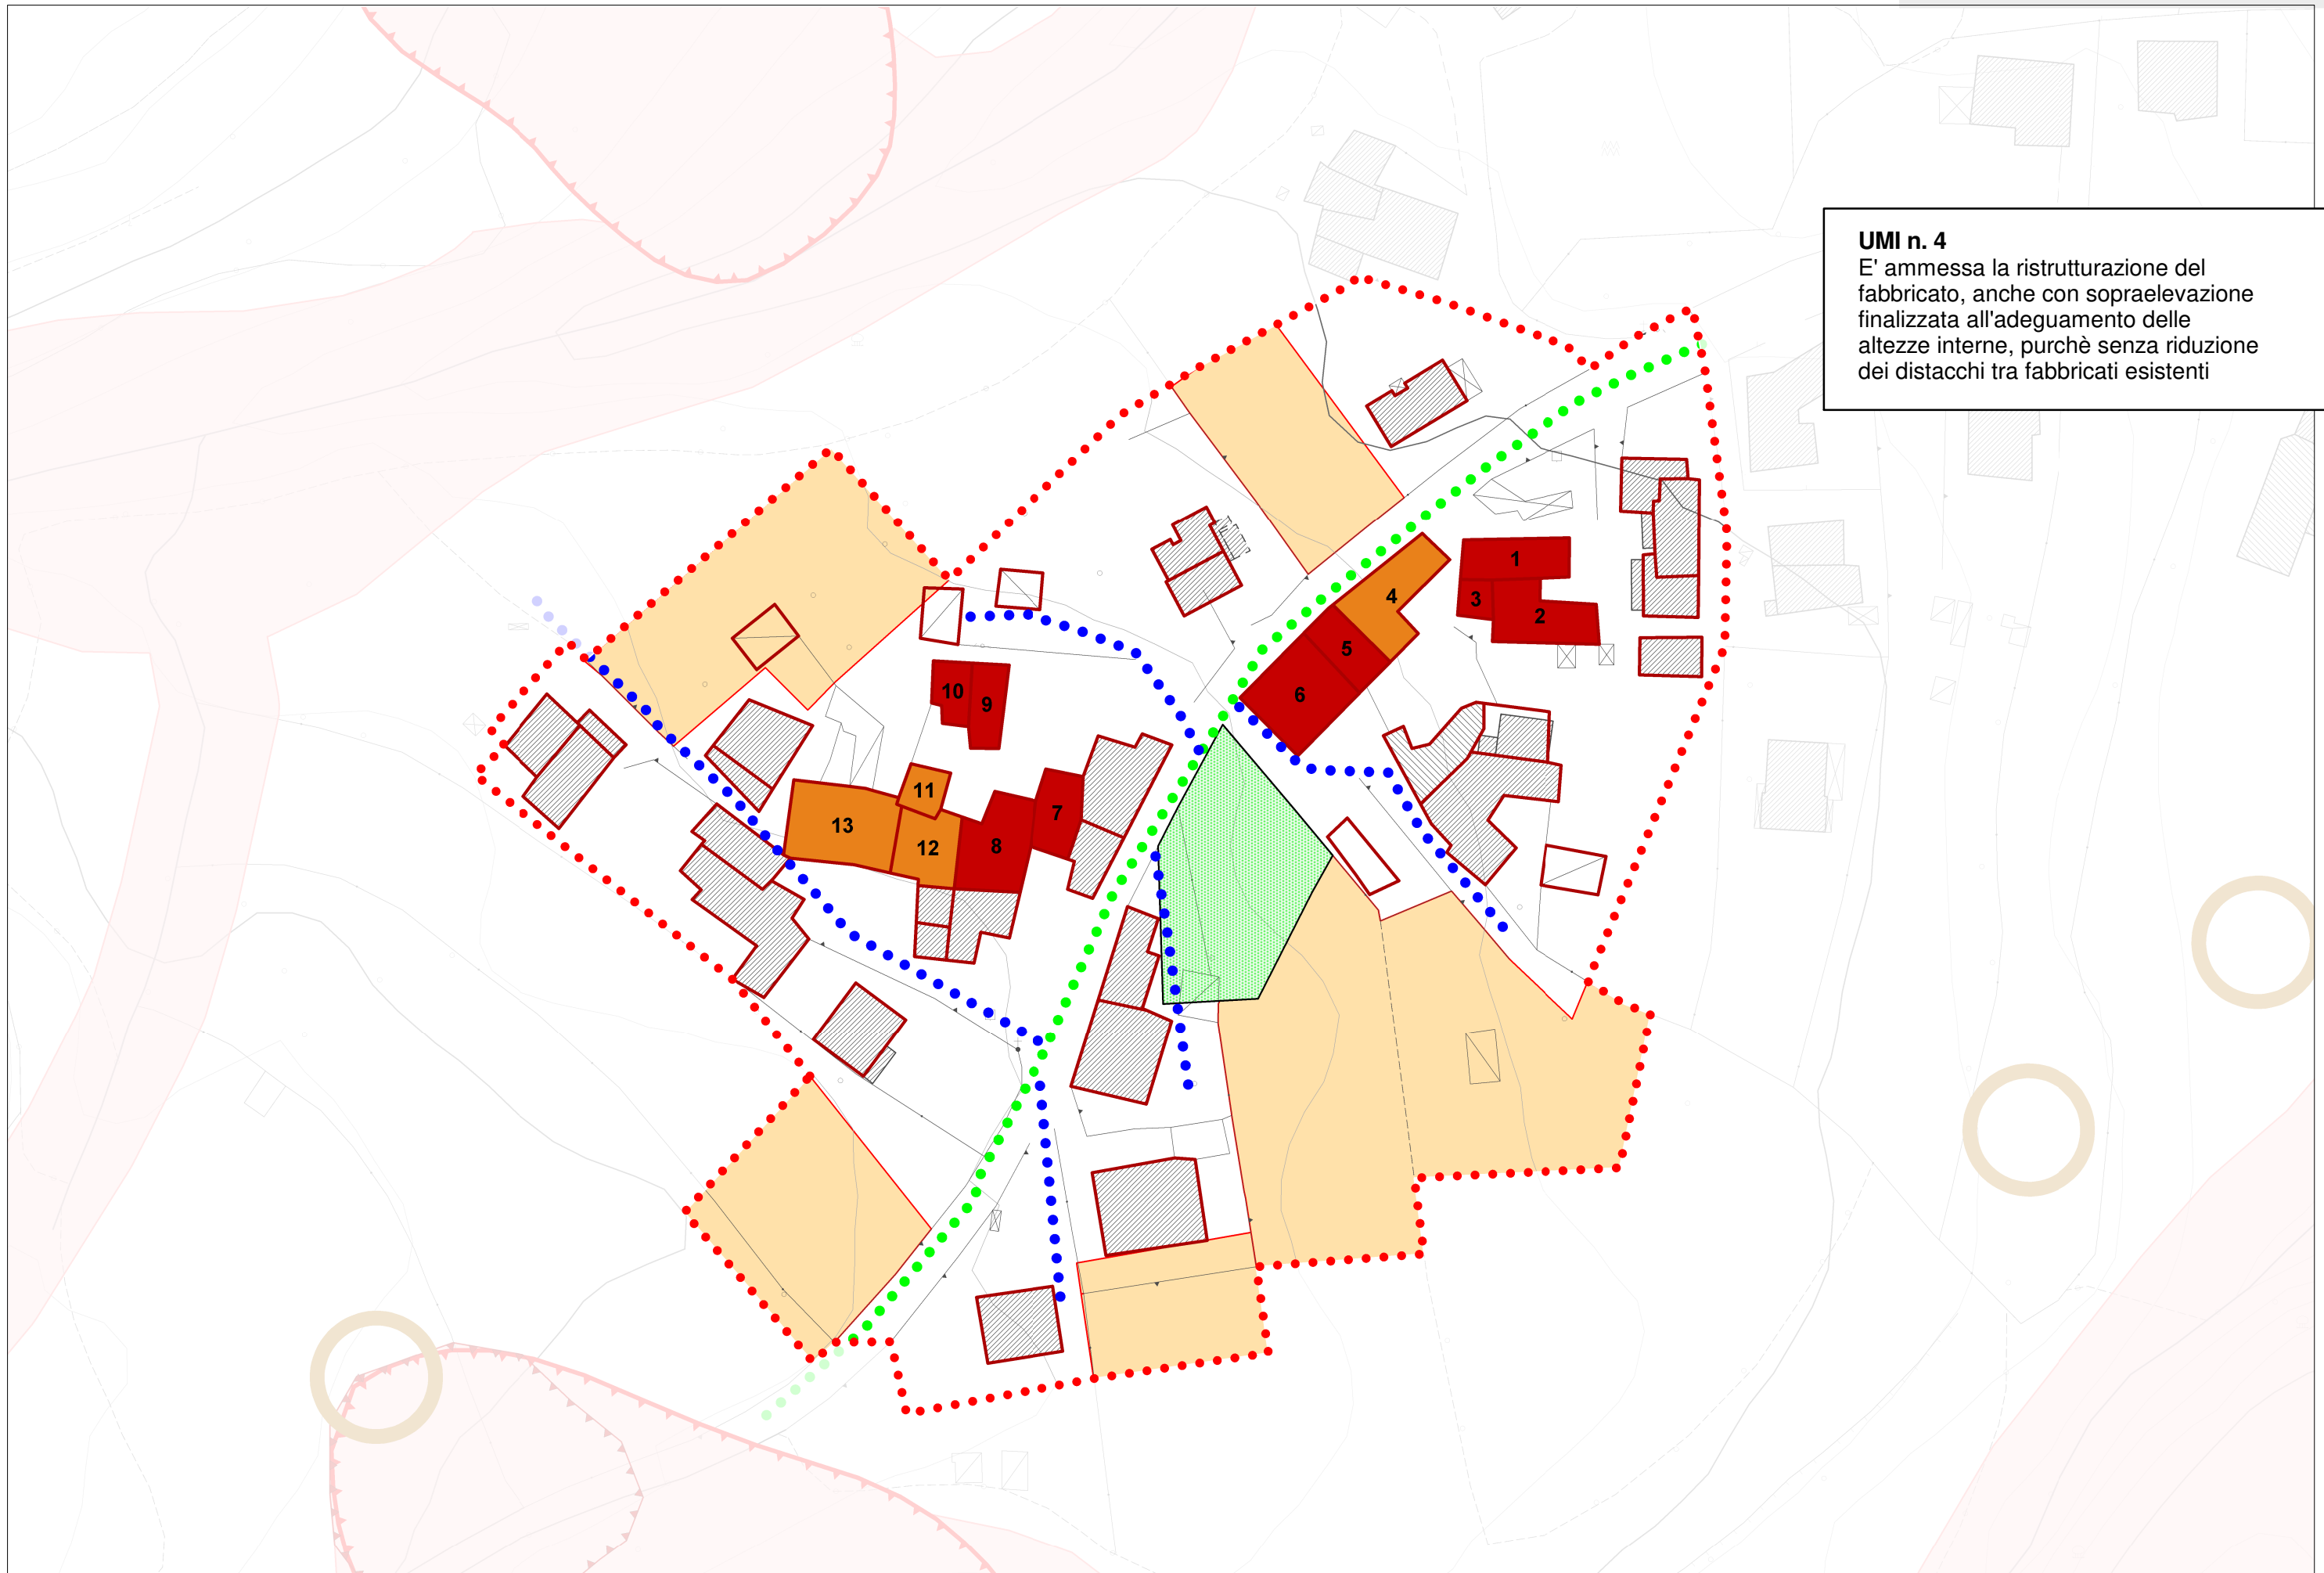 UMI n. 4
E' ammessa la ristrutturazione del
fabbricato, anche con sopraelevazione
finalizzata all'adeguamento delle
altezze interne, purchè senza riduzione
dei distacchi tra fabbricati esistenti
1
4
3
2
5
6
10
9
11
7
13
12
8